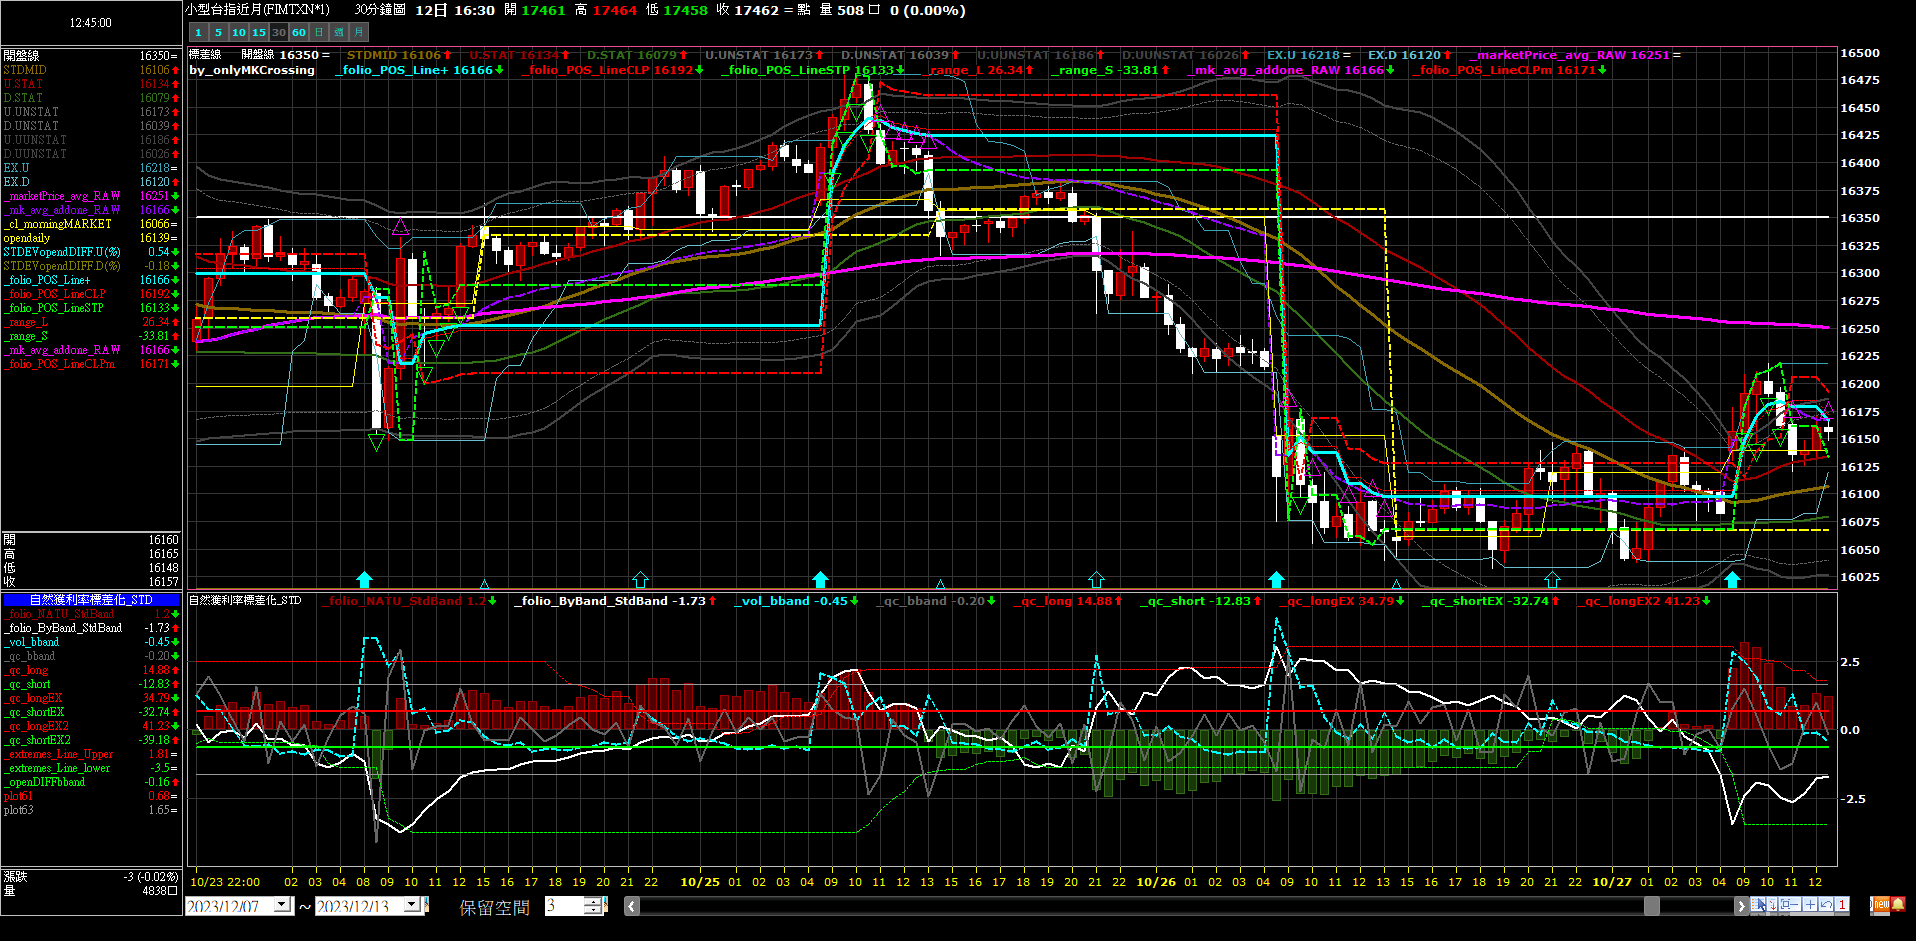 12:45:00
小型台指近月(FIMTXN*1) 30分鐘圖 12日 16:30 開 17461 高 17464 低 17458 收 17462 = 點 量 508 口 0 (0.00%)
1 5 10 15 30 60 日 週 月
標差線 開盤線 16350 = STDMID 16106 U.STAT 16134 D.STAT 16079 U.UNSTAT 16173 D.UNSTAT 16039 U.UUNSTAT 16186 D.UUNSTAT 16026 EX.U 16218 = EX.D 16120 _marketPrice_avg_RAW 16251 =
by_onlyMKCrossing _folio_POS_Line+ 16166 _folio_POS_LineCLP 16192 _folio_POS_LineSTP 16133 _range_L 26.34 _range_S -33.81 _mk_avg_addone_RAW 16166 _folio_POS_LineCLPm 16171
開盤線 16350=
STDMID 16106
U.STAT 16134
D.STAT 16079
U.UNSTAT 16173
D.UNSTAT 16039
U.UUNSTAT 16186
D.UUNSTAT 16026
EX.U 16218=
EX.D 16120
_marketPrice_avg_RAW 16251
_mk_avg_addona_RAW 16166
_cl_morningMARKET 16066=
opendaily 16139=
STDEVopendDIFF.U(%) 0.54
STDEVopendDIFF.D(%) -0.18
_folio_POS_Line+ 16166
_folio_POS_LineCLP 16192
_folio_POS_LineSTP 16133
_range_L 26.34
_range_S -33.81
_mk_avg_addone_RAW 16166
_folio_POS_LineCLPm 16171
開 16160
高 16165
低 16148
收 16157
16500
16475
16450
16425
16400
16375
16350
16325
16300
16275
16250
16225
16200
16175
16150
16125
16100
16075
16050
16025
自然獲利率標差化_STD
_folio_NATU_StdBand 1.2
_folio_ByBand_StdBand -1.73
_vol_bband -0.45
_qc_bband -0.20
_qc_long 14.88
_qc_short -12.83
_qc_longEX 34.79
_qc_shortEX -32.74
_qc_longEX2 41.23
_qc_shortEX2 -39.18
_extremes_Line_Upper 1.81=
_extremes_Line_lower -3.5=
_openDIFFbband -0.16
plot61 0.68=
plot63 1.65=
自然獲利率標差化_STD _folio_NATU_StdBand 1.2 _folio_ByBand_StdBand -1.73 _vol_bband -0.45 _qc_bband -0.20 _qc_long 14.88 _qc_short -12.83 _qc_longEX 34.79 _qc_shortEX -32.74 _qc_longEX2 41.23
2.5
0.0
-2.5
漲跌 -3 (-0.02%)
量 4838口
10/23 22:00 02 03 04 08 09 10 11 12 15 16 17 18 19 20 21 22 10/25 01 02 03 04 09 10 11 12 13 15 16 17 18 19 20 21 22 10/26 01 02 03 04 09 10 11 12 13 15 16 17 18 19 20 21 22 10/27 01 02 03 04 09 10 11 12
2023/12/07 ~ 2023/12/13 保留空間 3
1 new